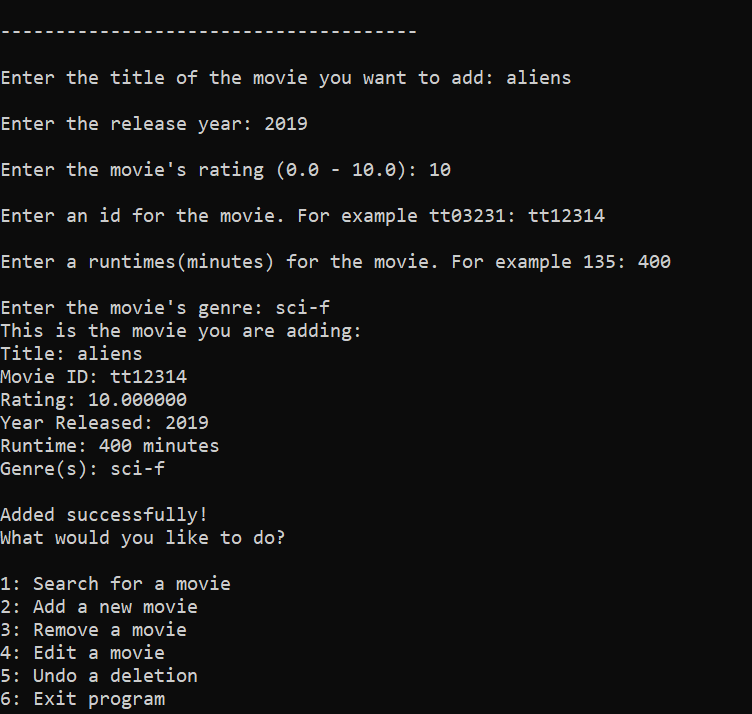 --------------------------------------
Enter the title of the movie you want to add: aliens
Enter the release year: 2019
Enter the movie's rating (0.0 - 10.0): 10
Enter an id for the movie. For example tt03231: tt12314
Enter a runtimes(minutes) for the movie. For example 135: 400
Enter the movie's genre: sci-f
This is the movie you are adding:
Title: aliens
Movie ID: tt12314
Rating: 10.000000
Year Released: 2019
Runtime: 400 minutes
Genre(s): sci-f
Added successfully!
What would you like to do?
1: Search for a movie
2: Add a new movie
3: Remove a movie
4: Edit a movie
5: Undo a deletion
6: Exit program